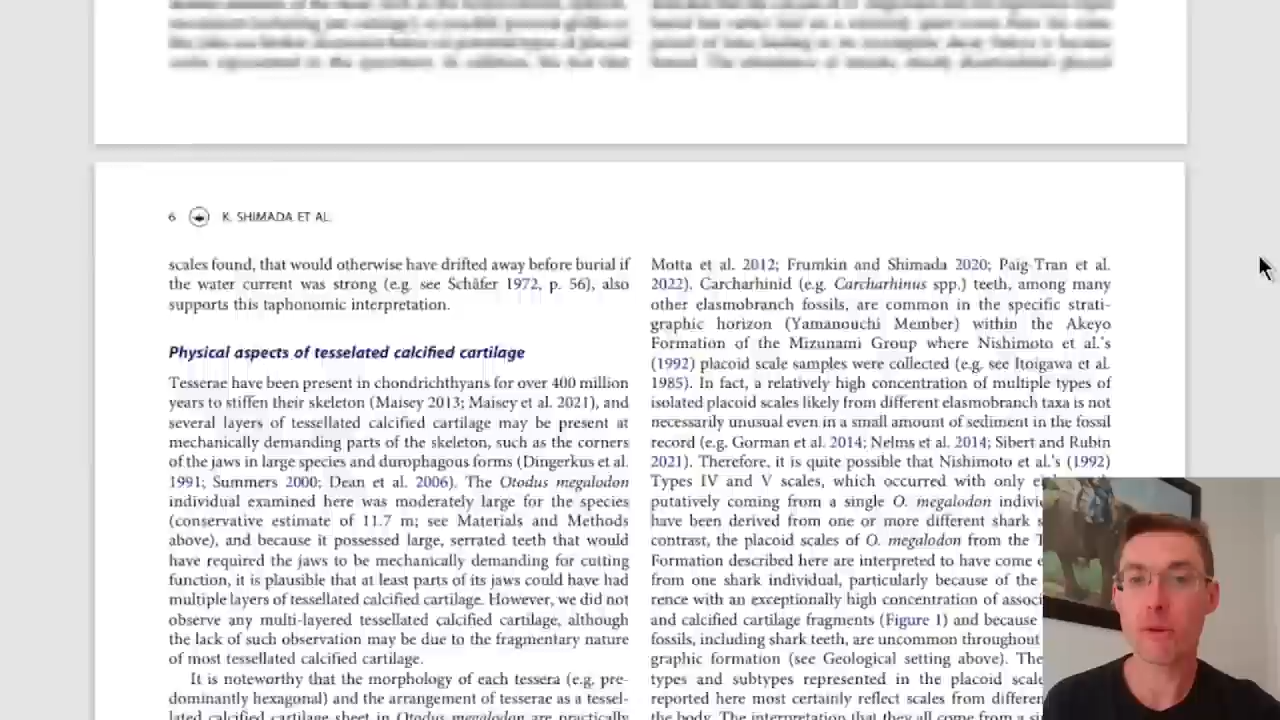 6 K. SHIMADA ET AL.
scales found, that would otherwise have drifted away before burial if
the water current was strong (e.g. see Schäfer 1972, p. 56), also
supports this taphonomic interpretation.
Physical aspects of tesselated calcified cartilage
Tesserae have been present in chondrichthyans for over 400 million
years to stiffen their skeleton (Maisey 2013; Maisey et al. 2021), and
several layers of tessellated calcified cartilage may be present at
mechanically demanding parts of the skeleton, such as the corners
of the jaws in large species and durophagous forms (Dingerkus et al.
1991; Summers 2000; Dean et al. 2006). The Otodus megalodon
individual examined here was moderately large for the species
(conservative estimate of 11.7 m; see Materials and Methods
above), and because it possessed large, serrated teeth that would
have required the jaws to be mechanically demanding for cutting
function, it is plausible that at least parts of its jaws could have had
multiple layers of tessellated calcified cartilage. However, we did not
observe any multi-layered tessellated calcified cartilage, although
the lack of such observation may be due to the fragmentary nature
of most tessellated calcified cartilage.
It is noteworthy that the morphology of each tessera (e.g. pre-
dominantly hexagonal) and the arrangement of tesserae as a tessel-
lated calcified cartilage sheet in Otodus megalodon are practically
Motta et al. 2012; Frumkin and Shimada 2020; Paig-Tran et al.
2022). Carcharhinid (e.g. Carcharhinus spp.) teeth, among many
other elasmobranch fossils, are common in the specific strati-
graphic horizon (Yamanouchi Member) within the Akeyo
Formation of the Mizunami Group where Nishimoto et al.'s
(1992) placoid scale samples were collected (e.g. see Itoigawa et al.
1985). In fact, a relatively high concentration of multiple types of
isolated placoid scales likely from different elasmobranch taxa is not
necessarily unusual even in a small amount of sediment in the fossil
record (e.g. Gorman et al. 2014; Nelms et al. 2014; Sibert and Rubin
2021). Therefore, it is quite possible that Nishimoto et al.'s (1992)
Types IV and V scales, which occurred with only
putatively coming from a single O. megalodon
have been derived from one or more different shark
contrast, the placoid scales of O. megalodon from the
Formation described here are interpreted to have come
from one shark individual, particularly because of the
rence with an exceptionally high concentration of
and calcified cartilage fragments (Figure 1) and because
fossils, including shark teeth, are uncommon throughout
graphic formation (see Geological setting above). The
types and subtypes represented in the placoid
reported here most certainly reflect scales from
the body. The interpretation that they all come from a